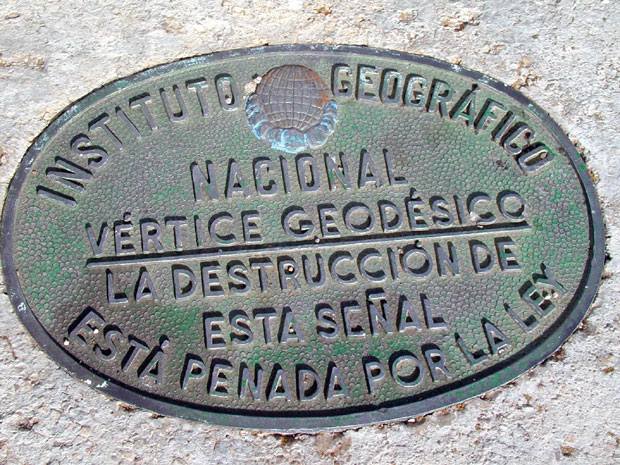 INSTITUTO GEOGRÁFICO
NACIONAL
VÉRTICE GEODÉSICO
LA DESTRUCCIÓN DE
ESTA SEÑAL
ESTÁ PENADA POR LA LEY